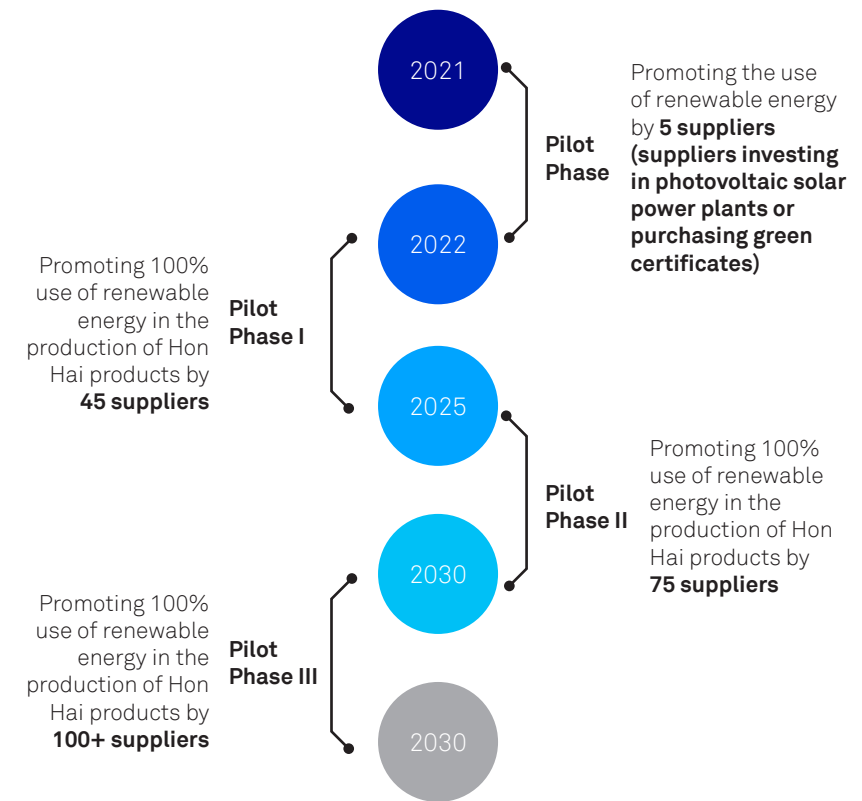 2021
Pilot
Phase
Promoting the use
of renewable energy
by 5 suppliers
(suppliers investing
in photovoltaic solar
power plants or
purchasing green
certificates)
2022
Promoting 100%
use of renewable
energy in the
production of Hon
Hai products by
45 suppliers
Pilot
Phase I
2025
Pilot
Phase II
Promoting 100%
use of renewable
energy in the
production of Hon
Hai products by
75 suppliers
2030
Promoting 100%
use of renewable
energy in the
production of Hon
Hai products by
100+ suppliers
Pilot
Phase III
2030